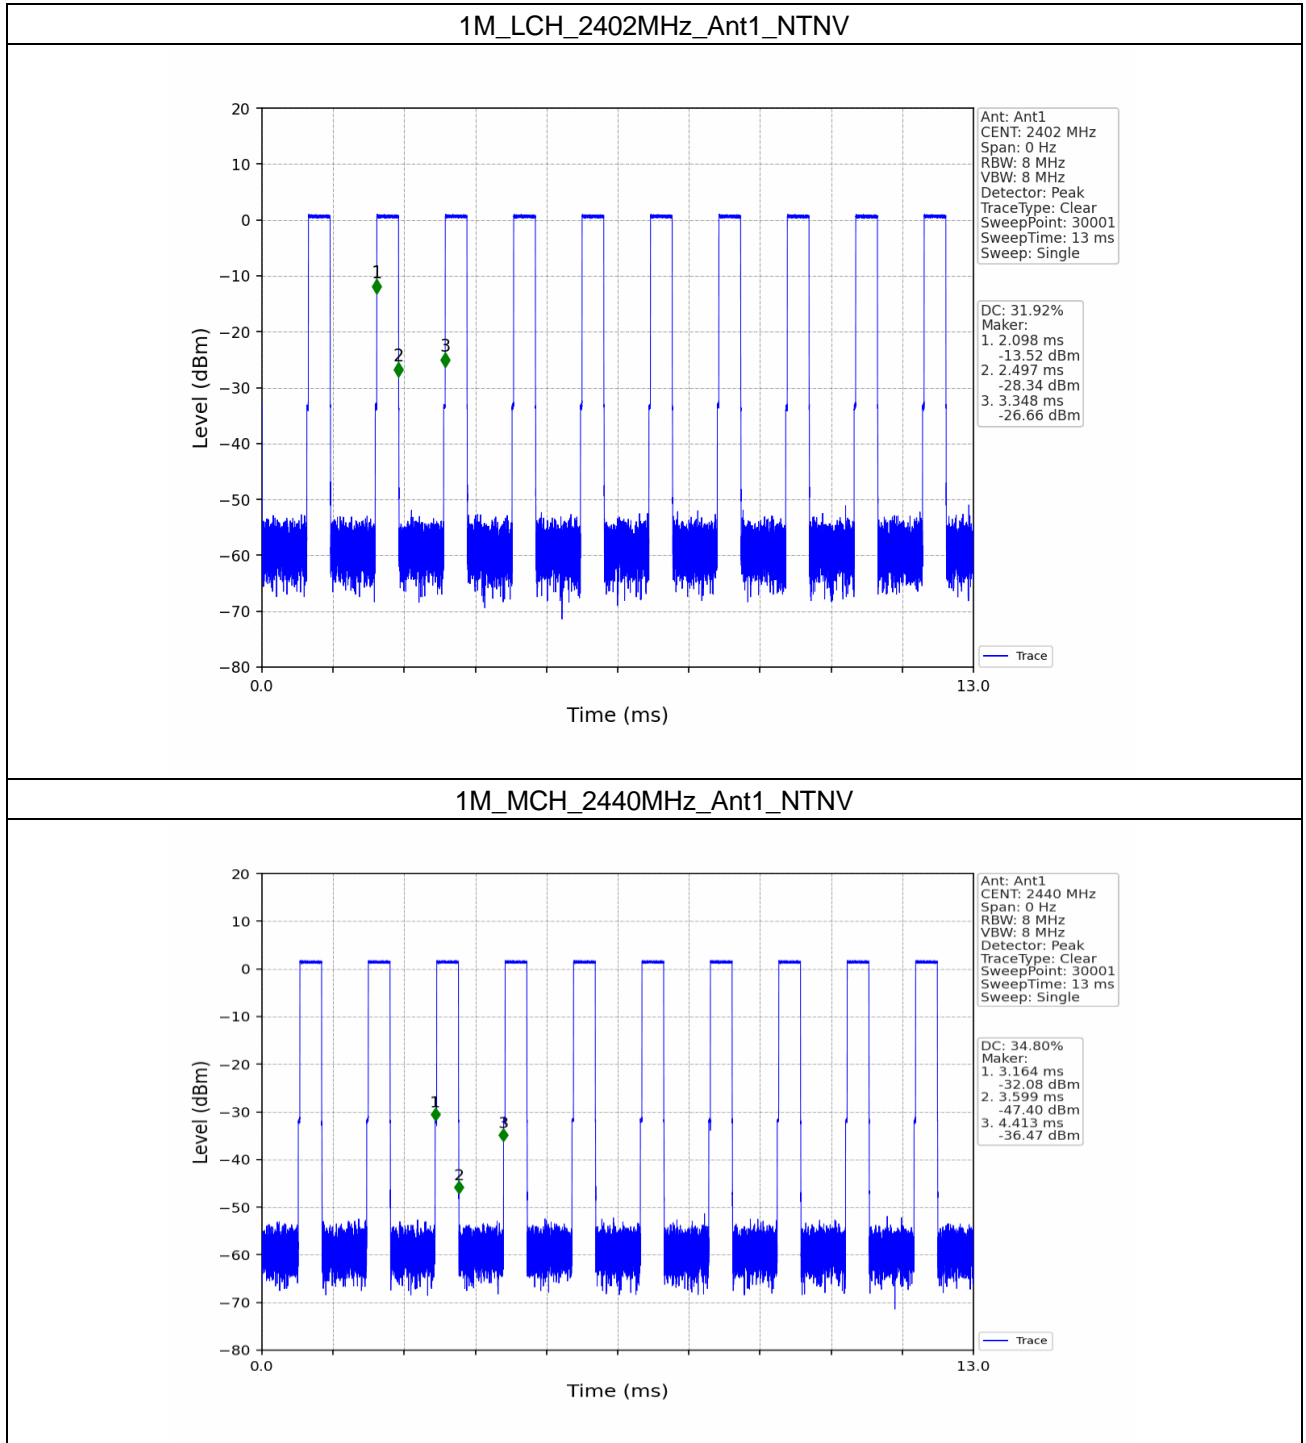 1M_LCH_2402MHz_Ant1_NTNV
20
10
0
−10
−20
−30
−40
−50
−60
−70
−80
Level (dBm)
1
2
3
0.0
13.0
Time (ms)
Ant: Ant1
CENT: 2402 MHz
Span: 0 Hz
RBW: 8 MHz
VBW: 8 MHz
Detector: Peak
TraceType: Clear
SweepPoint: 30001
SweepTime: 13 ms
Sweep: Single
DC: 31.92%
Maker:
1. 2.098 ms
-13.52 dBm
2. 2.497 ms
-28.34 dBm
3. 3.348 ms
-26.66 dBm
Trace
1M_MCH_2440MHz_Ant1_NTNV
20
10
0
−10
−20
−30
−40
−50
−60
−70
−80
Level (dBm)
1
2
3
0.0
13.0
Time (ms)
Ant: Ant1
CENT: 2440 MHz
Span: 0 Hz
RBW: 8 MHz
VBW: 8 MHz
Detector: Peak
TraceType: Clear
SweepPoint: 30001
SweepTime: 13 ms
Sweep: Single
DC: 34.80%
Maker:
1. 3.164 ms
-32.08 dBm
2. 3.599 ms
-47.40 dBm
3. 4.413 ms
-36.47 dBm
Trace